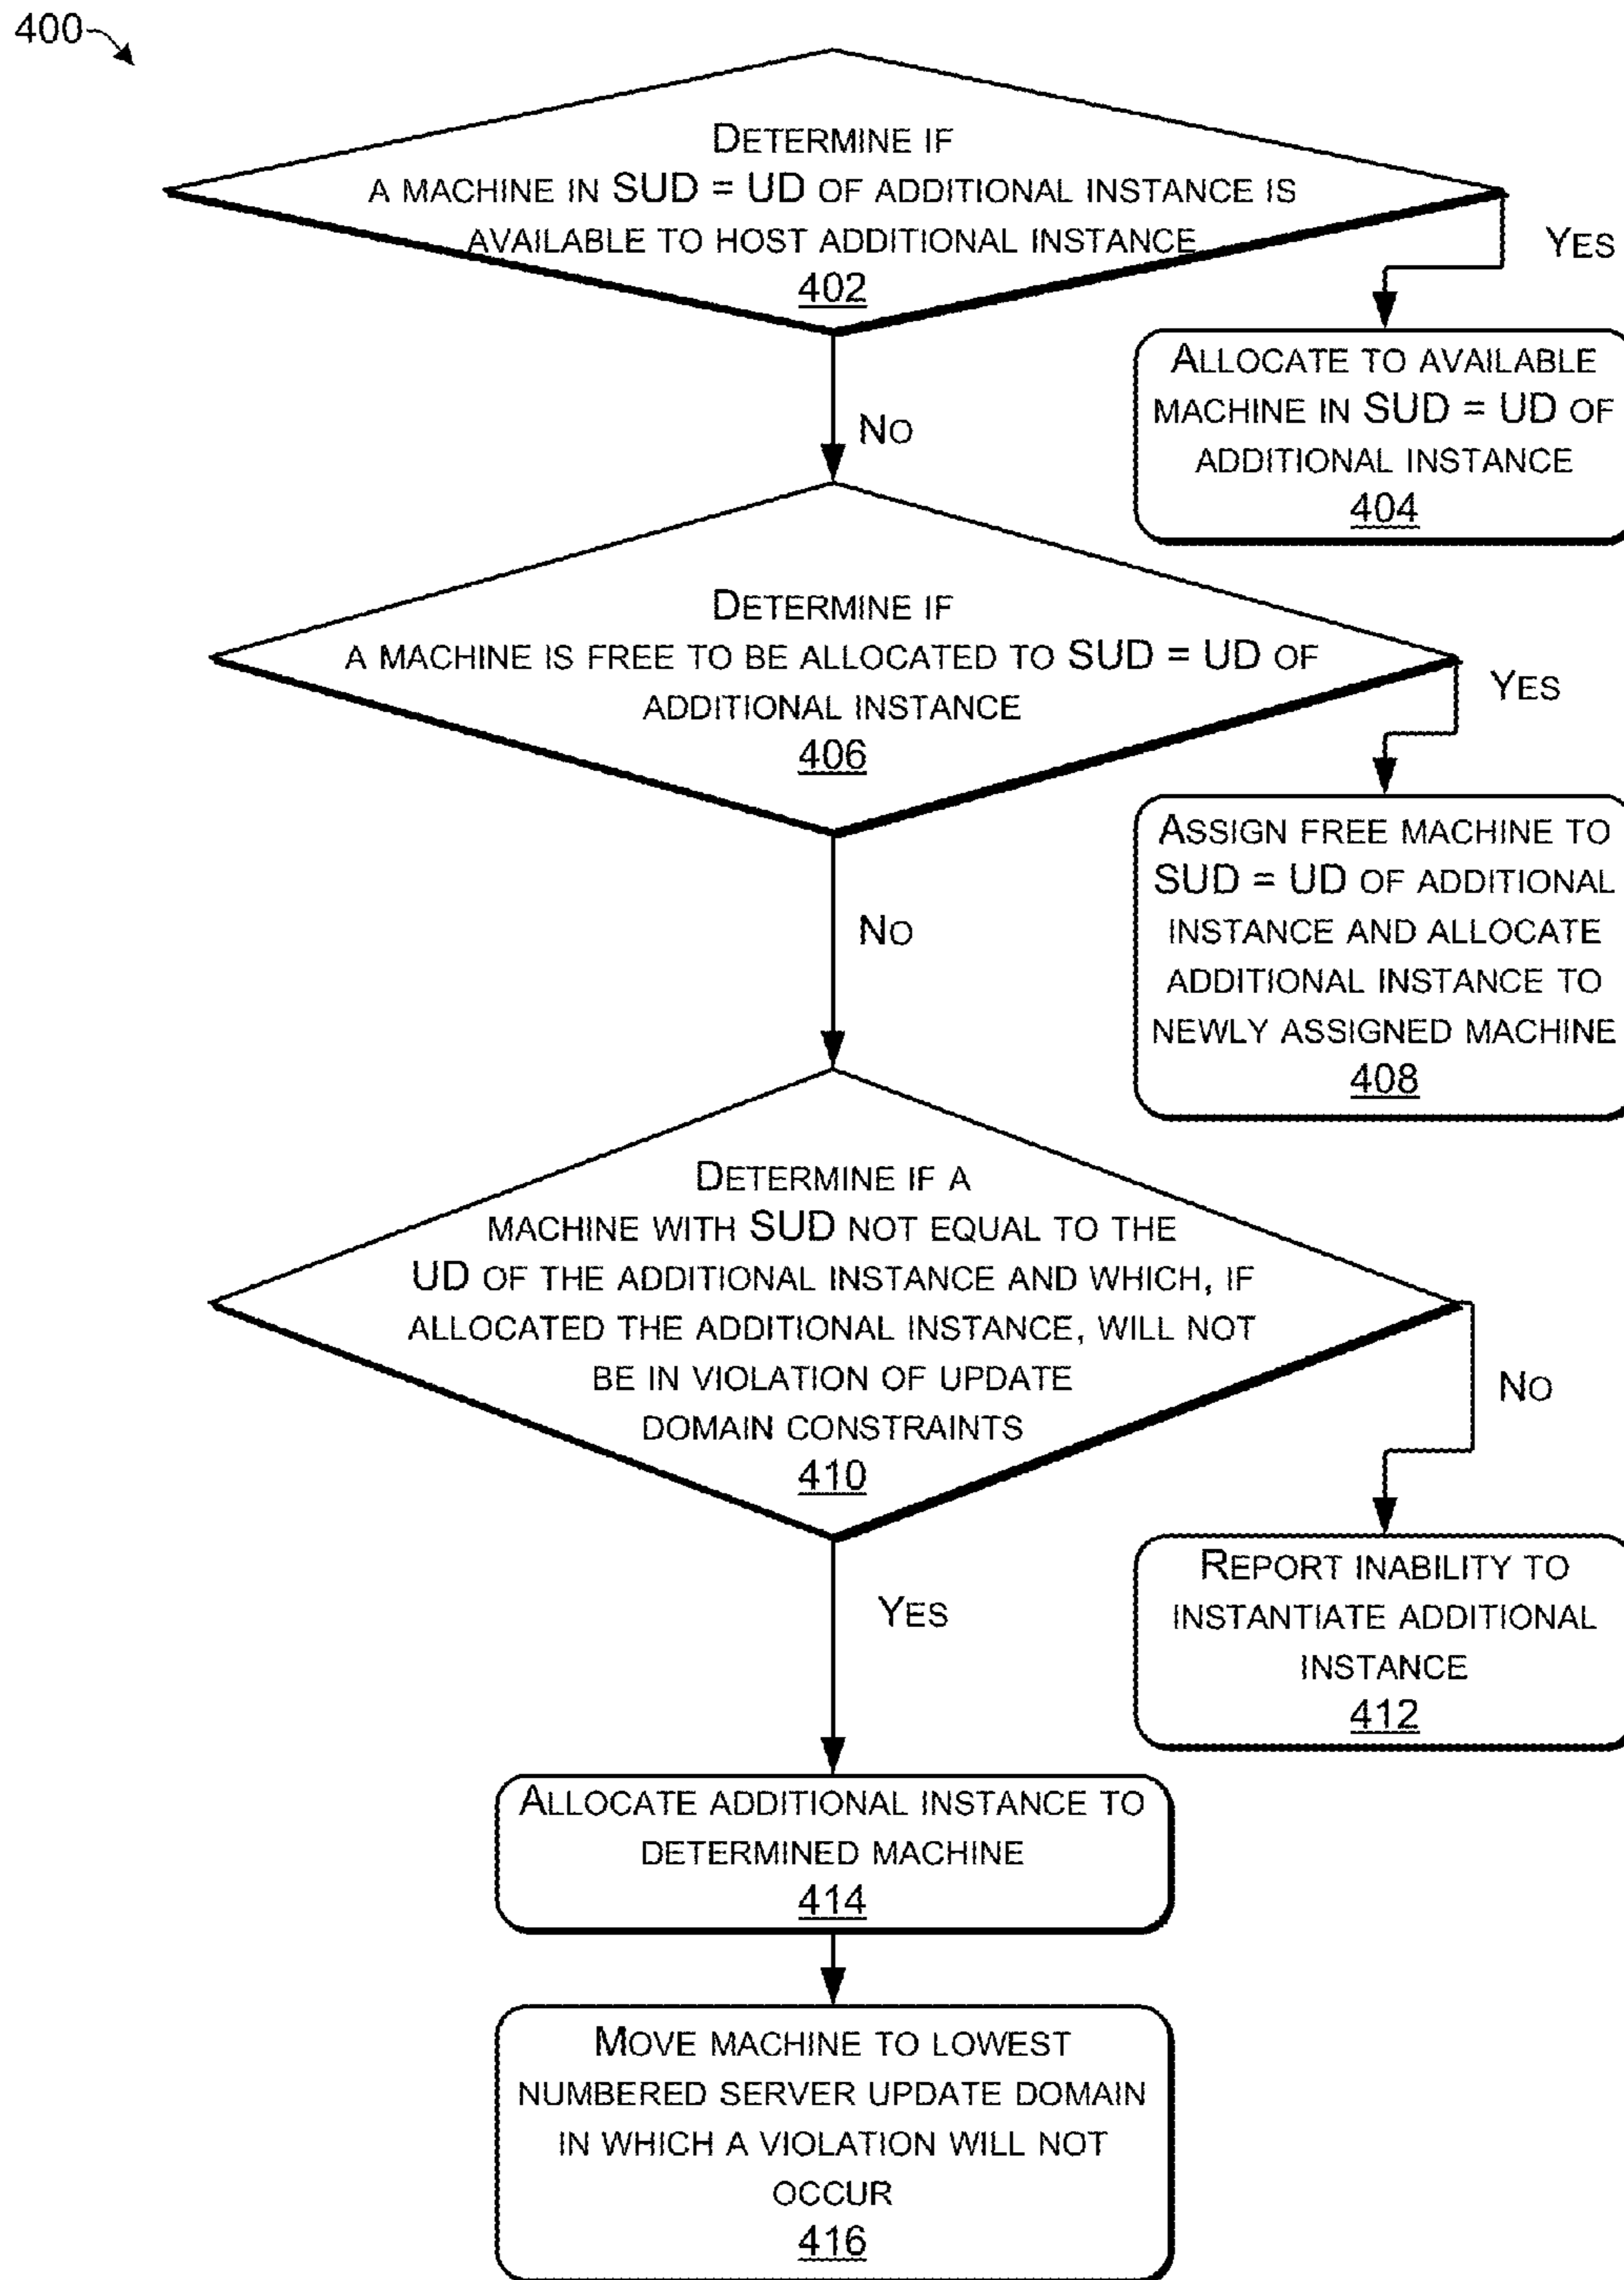 400
DETERMINE IF
A MACHINE IN SUD = UD OF ADDITIONAL INSTANCE IS
AVAILABLE TO HOST ADDITIONAL INSTANCE
402
YES
ALLOCATE TO AVAILABLE
MACHINE IN SUD = UD OF
ADDITIONAL INSTANCE
404
NO
DETERMINE IF
A MACHINE IS FREE TO BE ALLOCATED TO SUD = UD OF
ADDITIONAL INSTANCE
406
YES
ASSIGN FREE MACHINE TO
SUD = UD OF ADDITIONAL
INSTANCE AND ALLOCATE
ADDITIONAL INSTANCE TO
NEWLY ASSIGNED MACHINE
408
NO
DETERMINE IF A
MACHINE WITH SUD NOT EQUAL TO THE
UD OF THE ADDITIONAL INSTANCE AND WHICH, IF
ALLOCATED THE ADDITIONAL INSTANCE, WILL NOT
BE IN VIOLATION OF UPDATE
DOMAIN CONSTRAINTS
410
NO
REPORT INABILITY TO
INSTANTIATE ADDITIONAL
INSTANCE
412
YES
ALLOCATE ADDITIONAL INSTANCE TO
DETERMINED MACHINE
414
MOVE MACHINE TO LOWEST
NUMBERED SERVER UPDATE DOMAIN
IN WHICH A VIOLATION WILL NOT
OCCUR
416